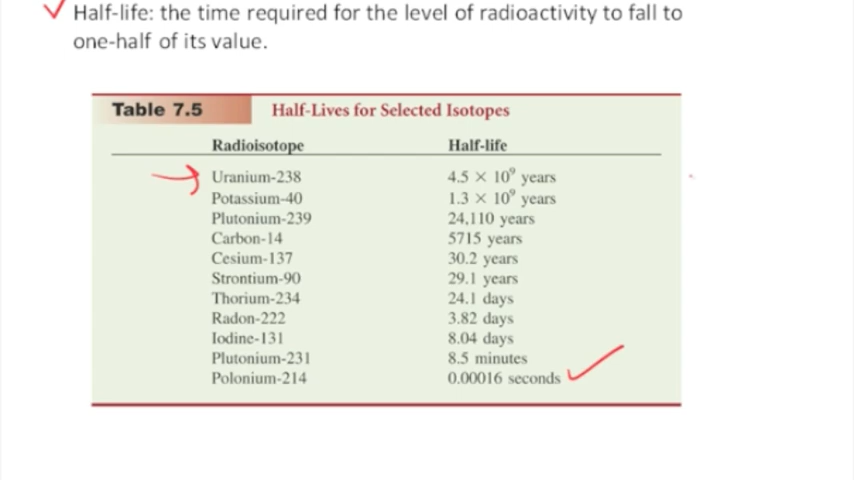 Half-life: the time required for the level of radioactivity to fall to
one-half of its value.
Table 7.5 Half-Lives for Selected Isotopes
Radioisotope Half-life
Uranium-238 4.5 × 10⁹ years
Potassium-40 1.3 × 10⁹ years
Plutonium-239 24,110 years
Carbon-14 5715 years
Cesium-137 30.2 years
Strontium-90 29.1 years
Thorium-234 24.1 days
Radon-222 3.82 days
Iodine-131 8.04 days
Plutonium-231 8.5 minutes
Polonium-214 0.00016 seconds